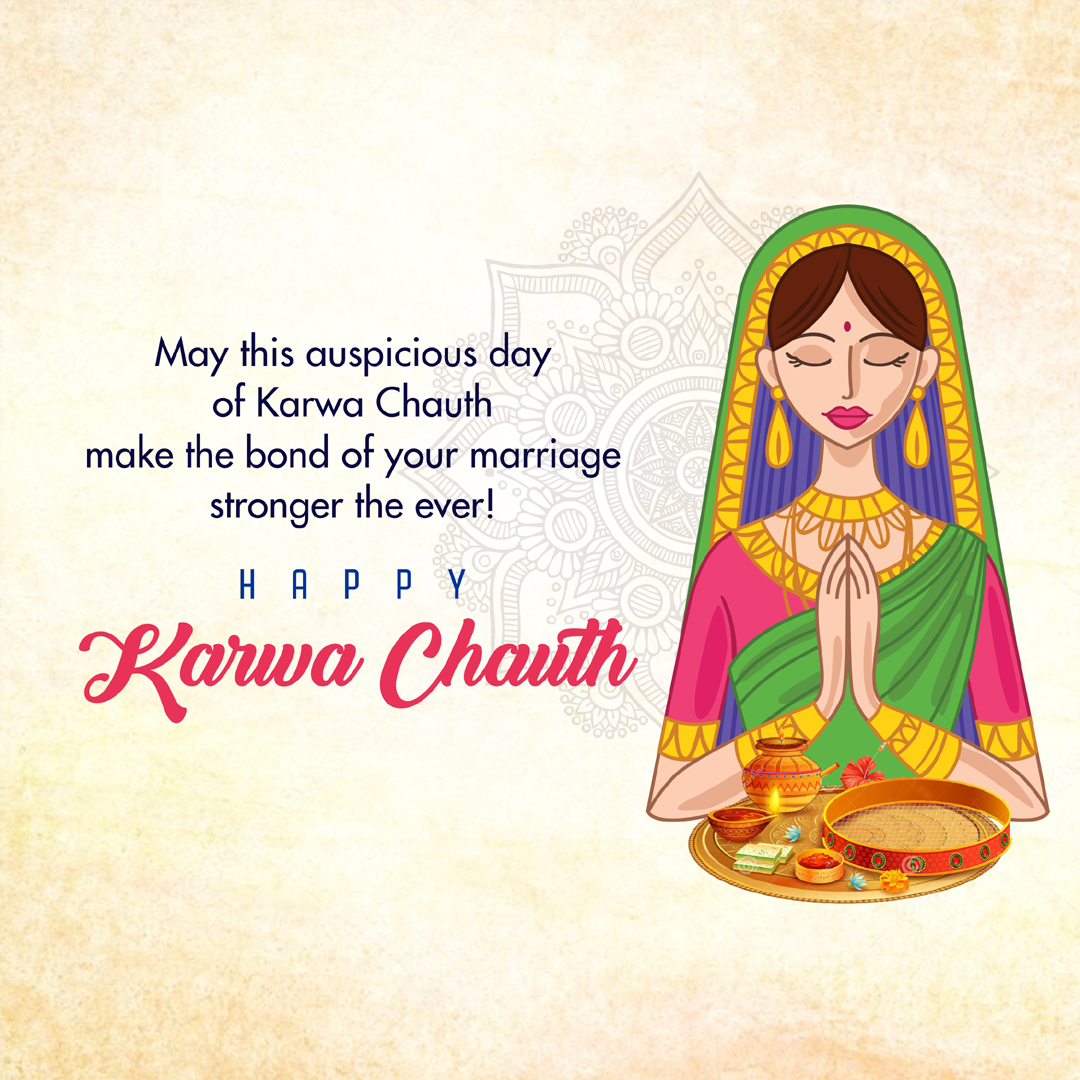 May this auspicious day
of Karwa Chauth
make the bond of your marriage
stronger the ever!
HAPPY
Karwa Chauth